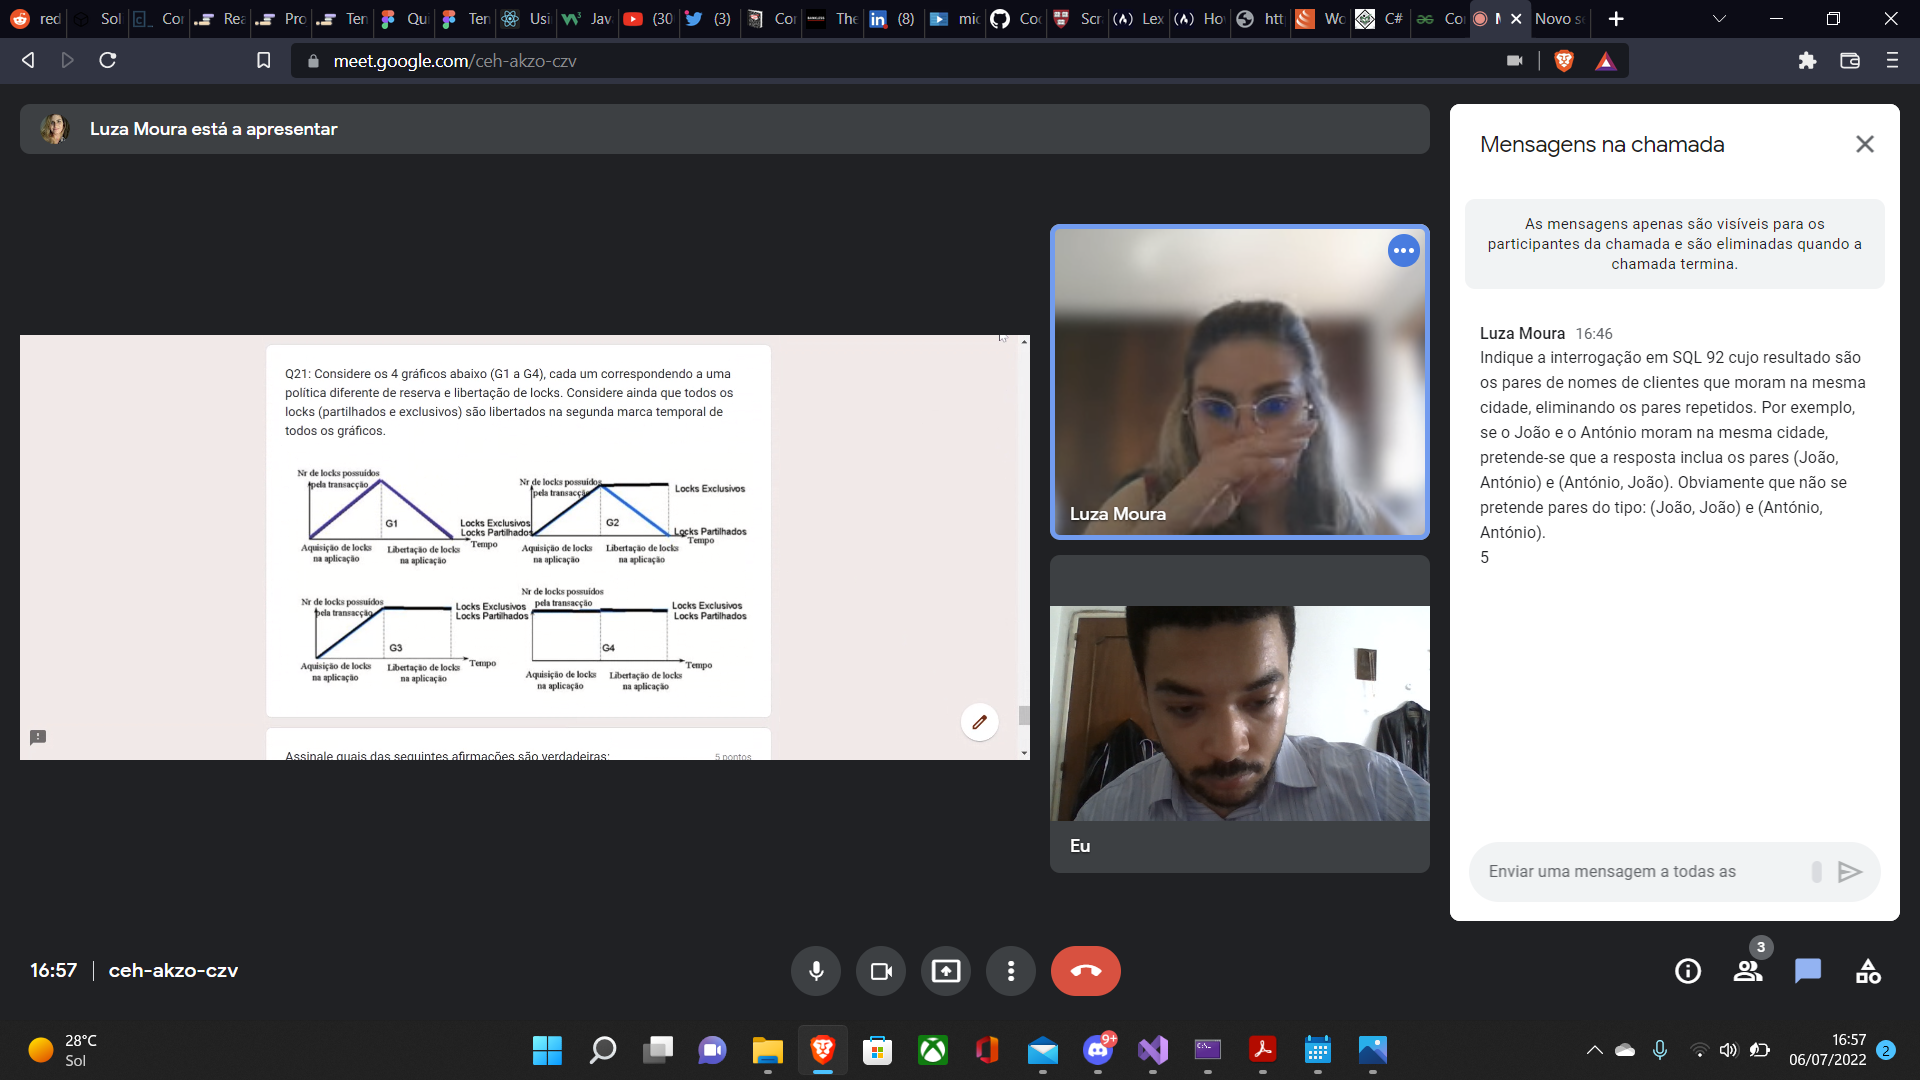 red
Sol
Cor
Rea
Pro
Ter
Qui
Ter
Usi
Java
(30
(3)
Cor
The
(8)
mic
Coc
Scra
Lex
Hov
htt
Wo
C#
Cor
Novo se
meet.google.com/ceh-akzo-czv
Luza Moura está a apresentar
Q21: Considere os 4 gráficos abaixo (G1 a G4), cada um correspondendo a uma
política diferente de reserva e libertação de locks. Considere ainda que todos os
locks (partilhados e exclusivos) são libertados na segunda marca temporal de
todos os gráficos.
Nr de locks possuídos
pela transacção
G1
Locks Exclusivos
Locks Partilhados
Tempo
Aquisição de locks
na aplicação
Libertação de locks
na aplicação
Nr de locks possuídos
pela transacção
Locks Exclusivos
G2
Locks Partilhados
Tempo
Aquisição de locks
na aplicação
Libertação de locks
na aplicação
Nr de locks possuídos
pela transacção
Locks Exclusivos
Locks Partilhados
G3
Tempo
Aquisição de locks
na aplicação
Libertação de locks
na aplicação
Nr de locks possuídos
pela transacção
Locks Exclusivos
Locks Partilhados
G4
Tempo
Aquisição de locks
na aplicação
Libertação de locks
na aplicação
Assinale quais das seguintes afirmações são verdadeiras:
5 pontos
Luza Moura
Eu
Mensagens na chamada
As mensagens apenas são visíveis para os
participantes da chamada e são eliminadas quando a
chamada termina.
Luza Moura 16:46
Indique a interrogação em SQL 92 cujo resultado são
os pares de nomes de clientes que moram na mesma
cidade, eliminando os pares repetidos. Por exemplo,
se o João e o António moram na mesma cidade,
pretende-se que a resposta inclua os pares (João,
António) e (António, João). Obviamente que não se
pretende pares do tipo: (João, João) e (António,
António).
5
Enviar uma mensagem a todas as
16:57 | ceh-akzo-czv
3
28°C
Sol
9+
16:57
06/07/2022
2